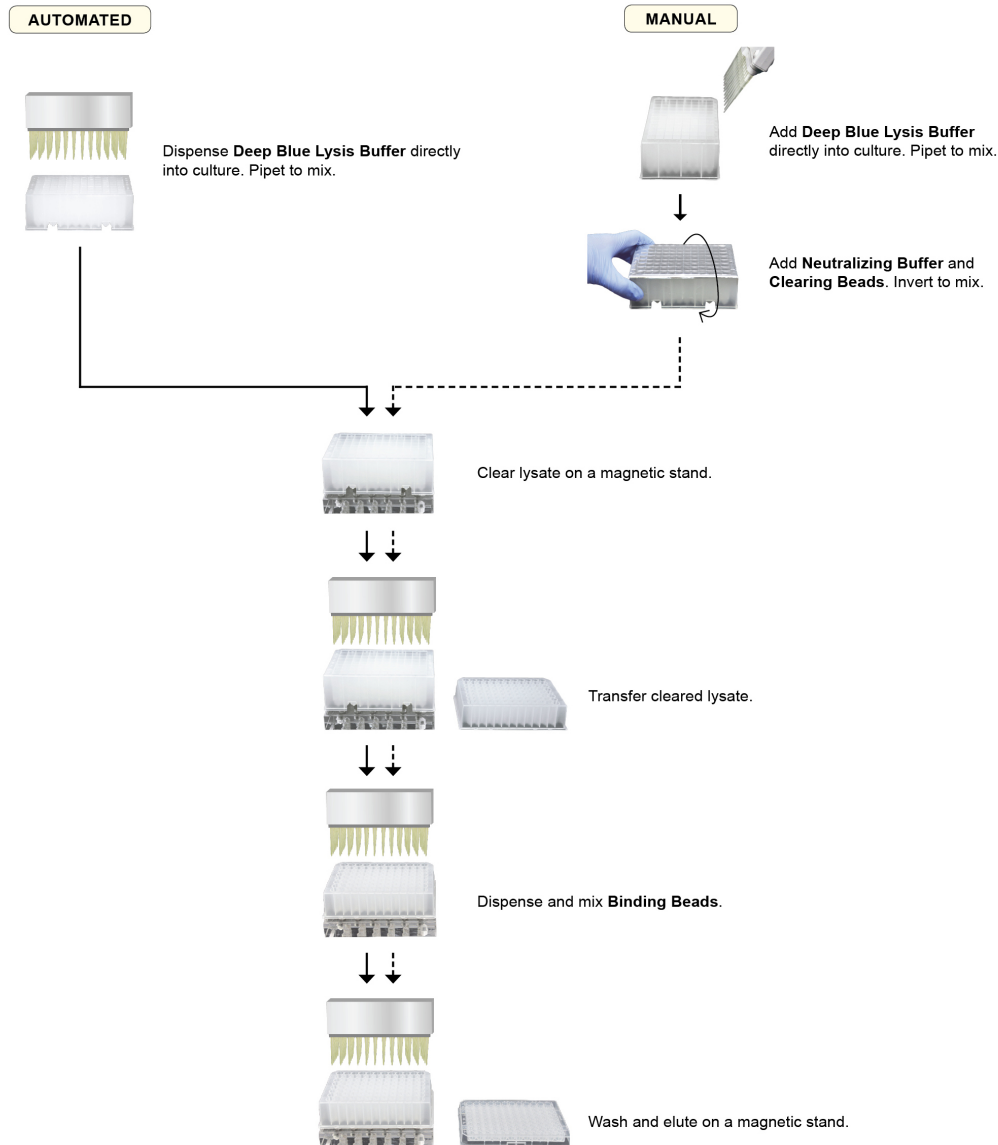 AUTOMATED
MANUAL
Dispense Deep Blue Lysis Buffer directly
into culture. Pipet to mix.
Add Deep Blue Lysis Buffer
directly into culture. Pipet to mix.
Add Neutralizing Buffer and
Clearing Beads. Invert to mix.
Clear lysate on a magnetic stand.
Transfer cleared lysate.
Dispense and mix Binding Beads.
Wash and elute on a magnetic stand.